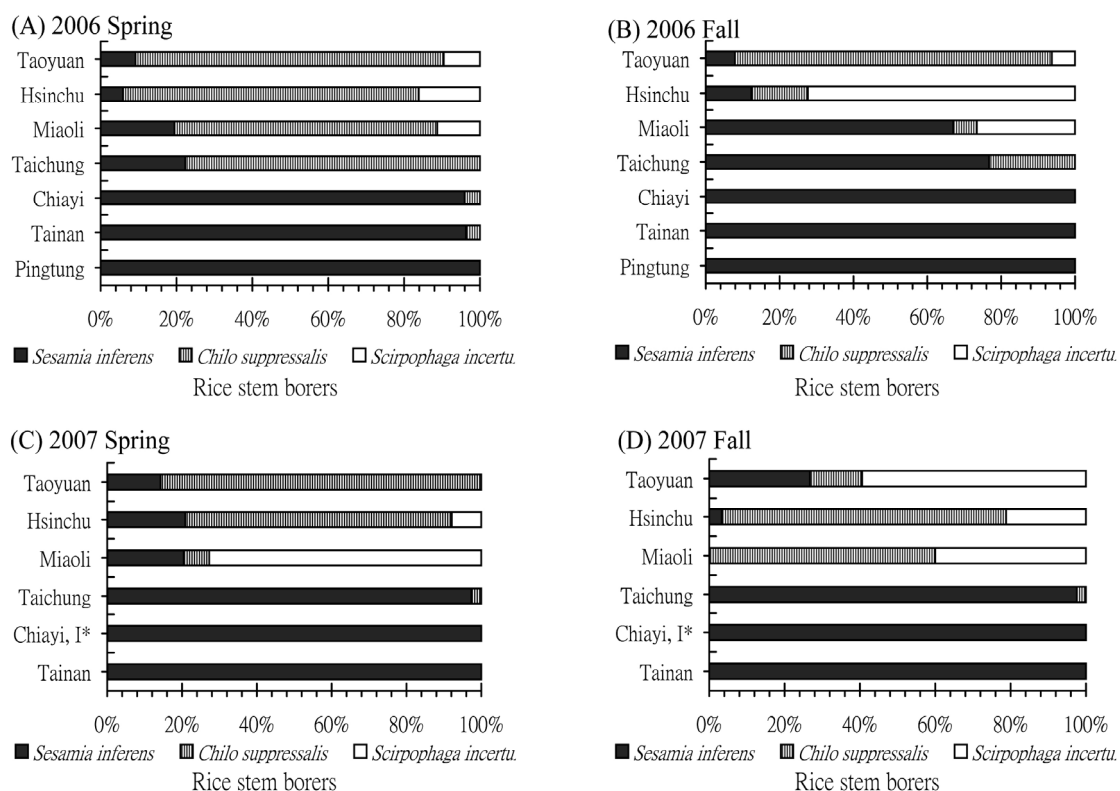 (A) 2006 Spring
Taoyuan
Hsinchu
Miaoli
Taichung
Chiayi
Tainan
Pingtung
0% 20% 40% 60% 80% 100%
Sesamia inferens Chilo suppressalis Scirpophaga incertu.
Rice stem borers
(B) 2006 Fall
Taoyuan
Hsinchu
Miaoli
Taichung
Chiayi
Tainan
Pingtung
0% 20% 40% 60% 80% 100%
Sesamia inferens Chilo suppressalis Scirpophaga incertu.
Rice stem borers
(C) 2007 Spring
Taoyuan
Hsinchu
Miaoli
Taichung
Chiayi, I*
Tainan
0% 20% 40% 60% 80% 100%
Sesamia inferens Chilo suppressalis Scirpophaga incertu.
Rice stem borers
(D) 2007 Fall
Taoyuan
Hsinchu
Miaoli
Taichung
Chiayi, I*
Tainan
0% 20% 40% 60% 80% 100%
Sesamia inferens Chilo suppressalis Scirpophaga incertu.
Rice stem borers